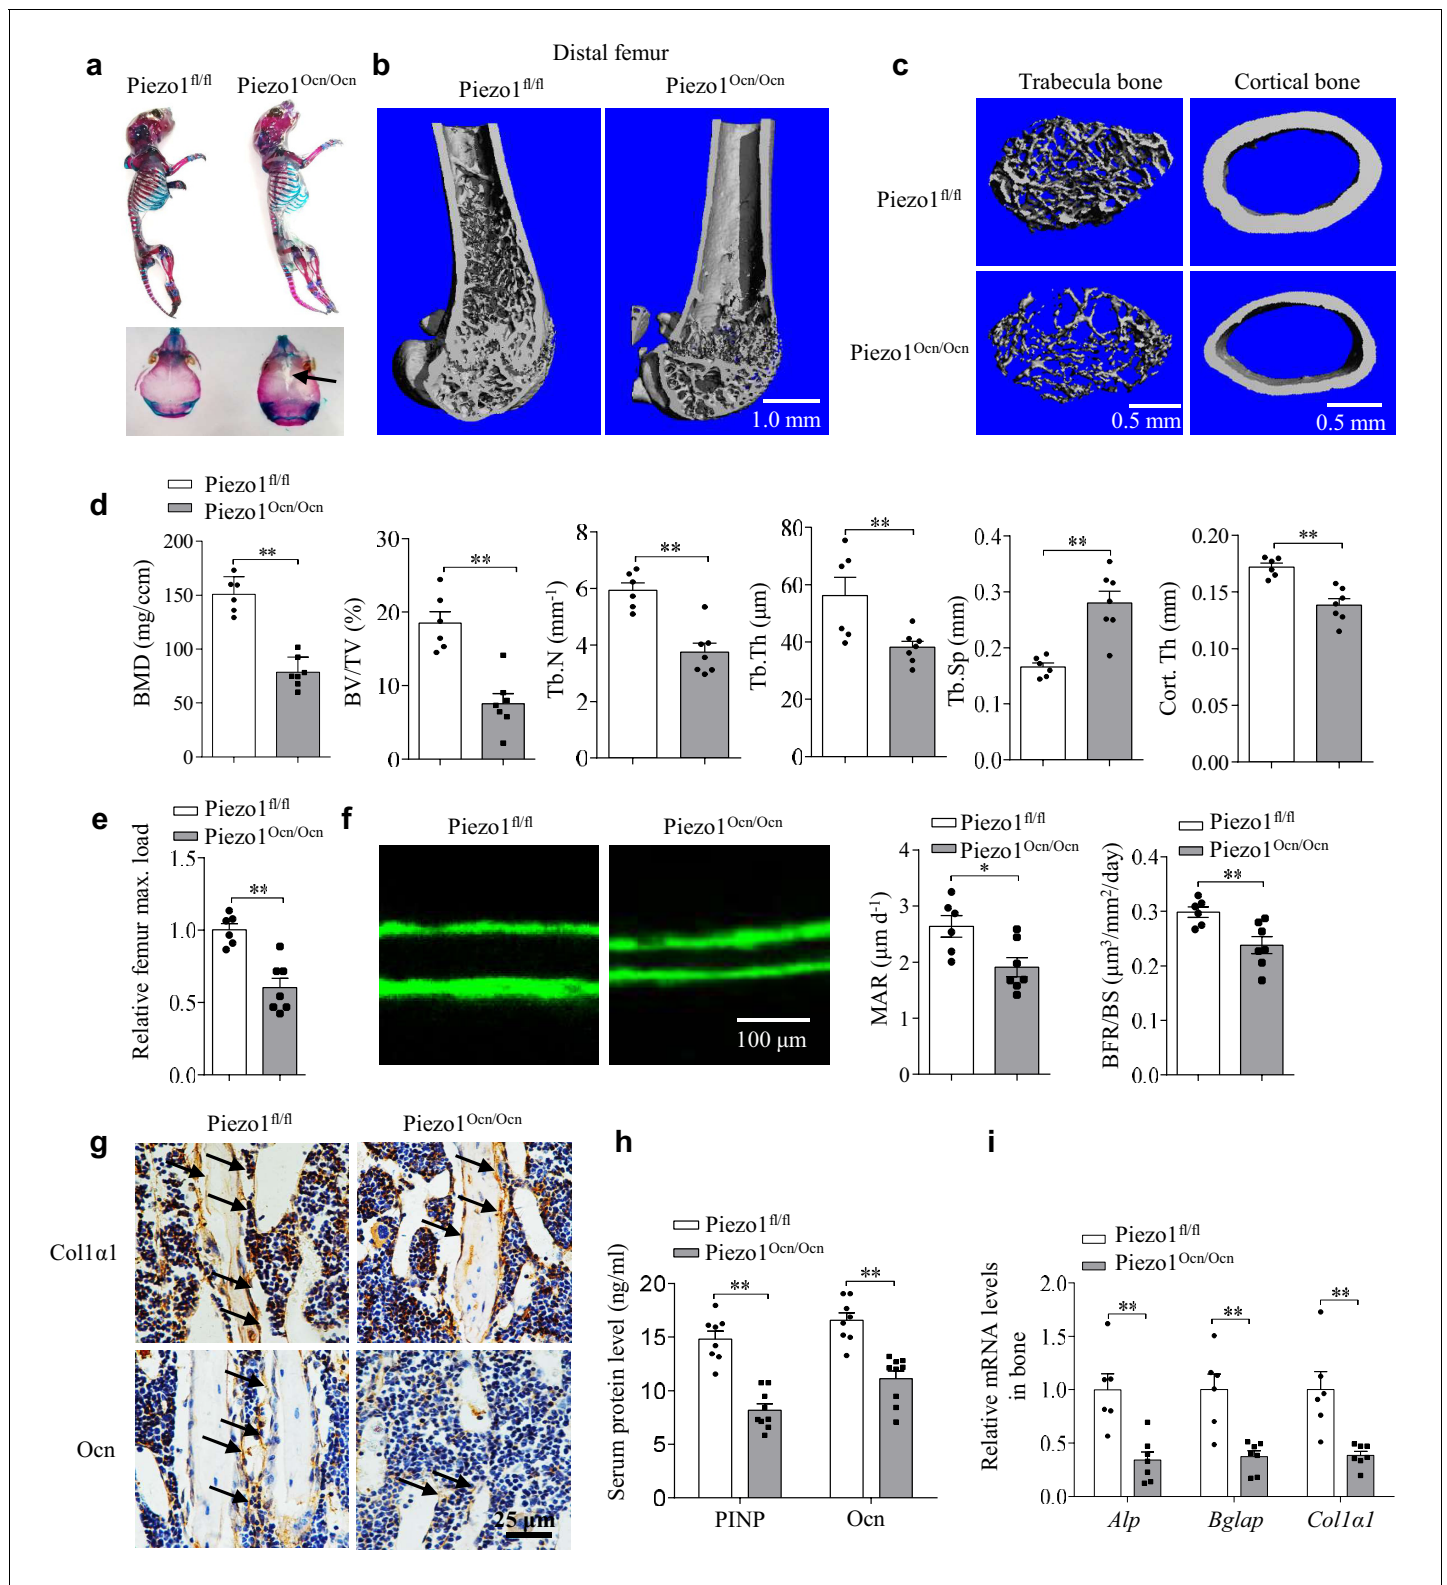 a
Piezo1fl/fl
Piezo1Ocn/Ocn
b
Distal femur
Piezo1fl/fl
Piezo1Ocn/Ocn
1.0 mm
c
Trabecula bone
Cortical bone
Piezo1fl/fl
Piezo1Ocn/Ocn
0.5 mm
0.5 mm
d
Piezo1fl/fl
Piezo1Ocn/Ocn
BMD (mg/ccm)
200
150
100
50
0
**
BV/TV (%)
30
20
10
0
**
Tb.N (mm-1)
8
6
4
2
0
**
Tb.Th (μm)
80
60
40
20
0
**
Tb.Sp (mm)
0.4
0.3
0.2
0.1
0.0
**
Cort. Th (mm)
0.20
0.15
0.10
0.05
0.00
**
e
Piezo1fl/fl
Piezo1Ocn/Ocn
Relative femur max. load
1.5
1.0
0.5
0.0
**
f
Piezo1fl/fl
Piezo1Ocn/Ocn
100 μm
Piezo1fl/fl
Piezo1Ocn/Ocn
MAR (μm d-1)
4
3
2
1
0
*
Piezo1fl/fl
Piezo1Ocn/Ocn
BFR/BS (μm3/mm2/day)
0.4
0.3
0.2
0.1
0.0
**
g
Piezo1fl/fl
Piezo1Ocn/Ocn
Col1α1
Ocn
25 μm
h
Piezo1fl/fl
Piezo1Ocn/Ocn
Serum protein level (ng/ml)
20
15
10
5
0
**
**
PINP
Ocn
i
Piezo1fl/fl
Piezo1Ocn/Ocn
Relative mRNA levels
in bone
2.0
1.5
1.0
0.5
0.0
**
**
**
Alp
Bglap
Col1α1